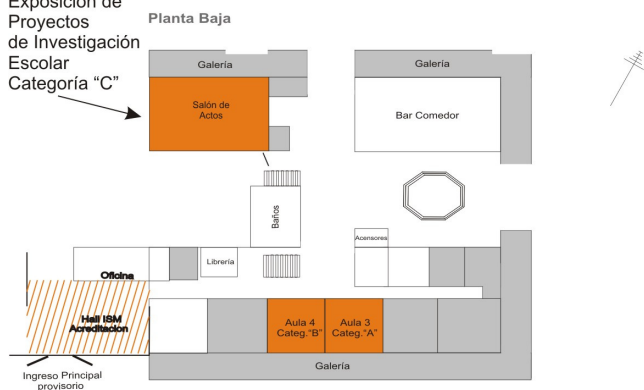 Exposición de
Proyectos
de Investigación
Escolar
Categoría “C”
Planta Baja
Galería
Galería
Salón de
Actos
Bar Comedor
Baños
Acensores
Librería
Oficina
Hall ISM
Acreditacion
Aula 4
Categ.“B”
Aula 3
Categ.“A”
Galería
Ingreso Principal
provisorio